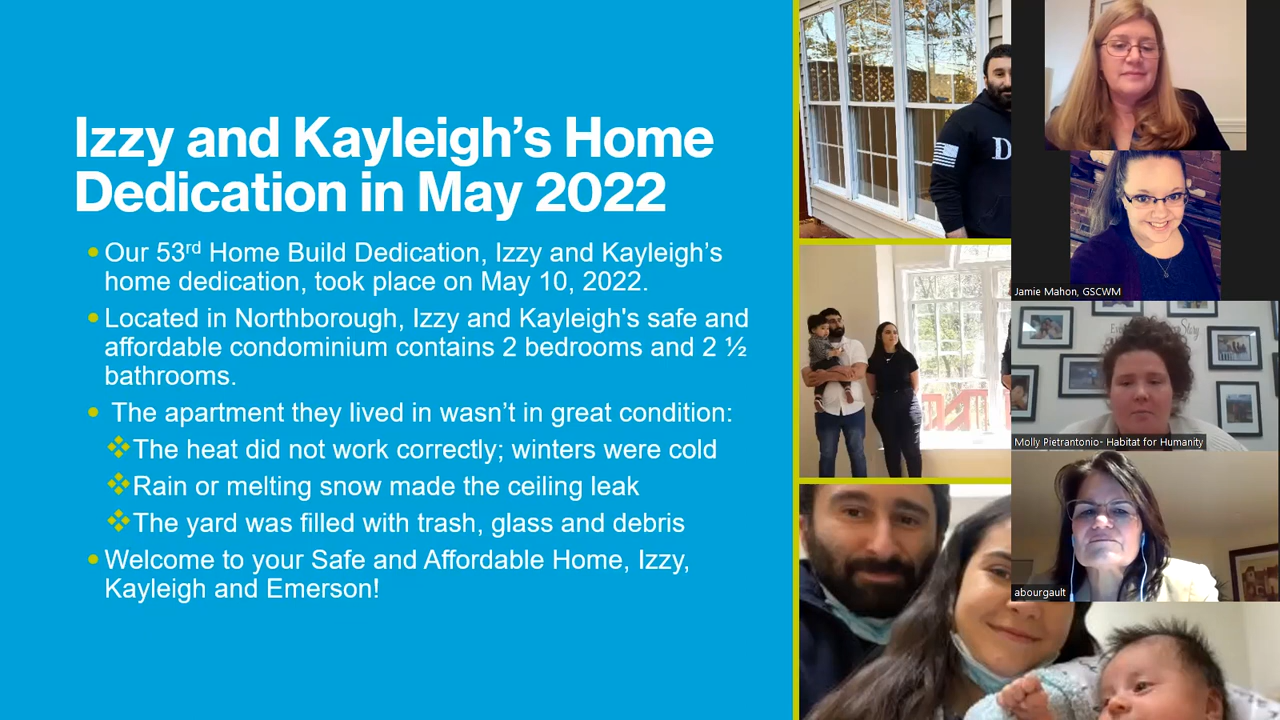 Izzy and Kayleigh’s Home
Dedication in May 2022
• Our 53rd Home Build Dedication, Izzy and Kayleigh’s
home dedication, took place on May 10, 2022.
• Located in Northborough, Izzy and Kayleigh's safe and
affordable condominium contains 2 bedrooms and 2 ½
bathrooms.
• The apartment they lived in wasn’t in great condition:
❖The heat did not work correctly; winters were cold
❖Rain or melting snow made the ceiling leak
❖The yard was filled with trash, glass and debris
• Welcome to your Safe and Affordable Home, Izzy,
Kayleigh and Emerson!
D
Jamie Mahon, GSCWM
Story
Molly Pietrantonio- Habitat for Humanity
abourgault